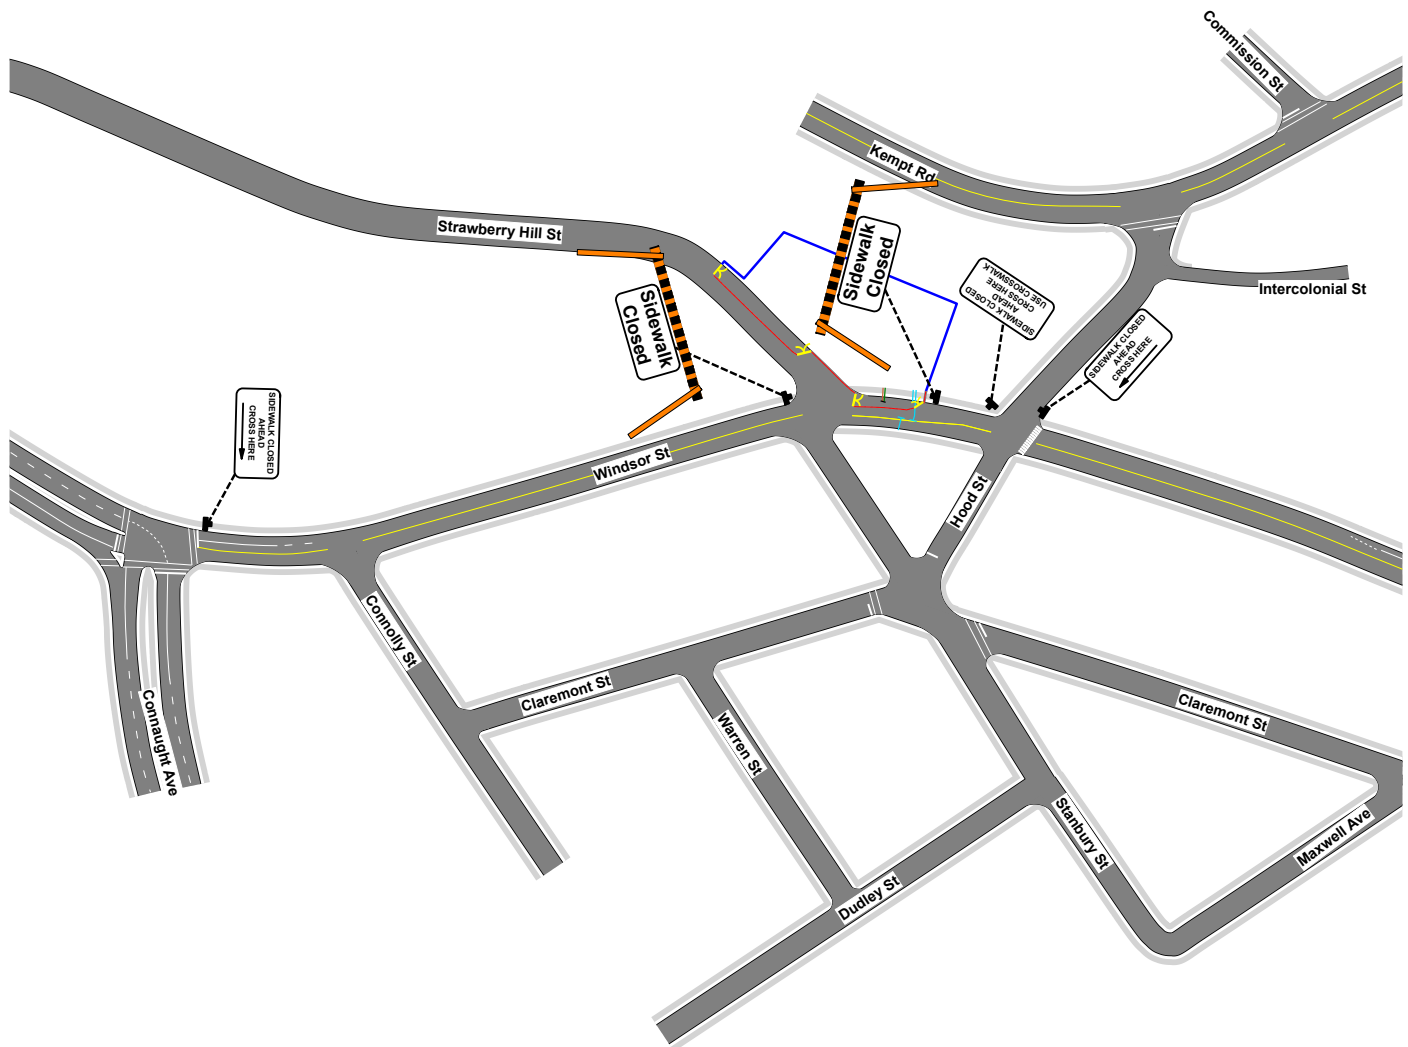 Commission St
Kempt Rd
Strawberry Hill St
Sidewalk
Closed
SIDEWALK CLOSED
AHEAD
CROSS HERE
USE CROSSWALK
Intercolonial St
Sidewalk
Closed
SIDEWALK CLOSED
AHEAD
CROSS HERE
SIDEWALK CLOSED
AHEAD
CROSS HERE
Windsor St
Hood St
Connolly St
Claremont St
Connaught Ave
Warren St
Claremont St
Stanbury St
Maxwell Ave
Dudley St